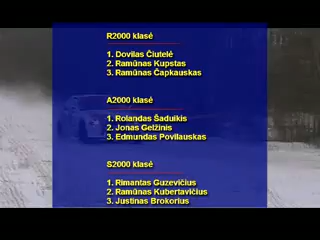 R2000 klasė
1. Dovilas Čiutelė
2. Ramūnas Kupstas
3. Ramūnas Čapkauskas
A2000 klasė
1. Rolandas Šaduikis
2. Jonas Gelžinis
3. Edmundas Povilauskas
S2000 klasė
1. Rimantas Guzevičius
2. Ramūnas Kubertavičius
3. Justinas Brokorius